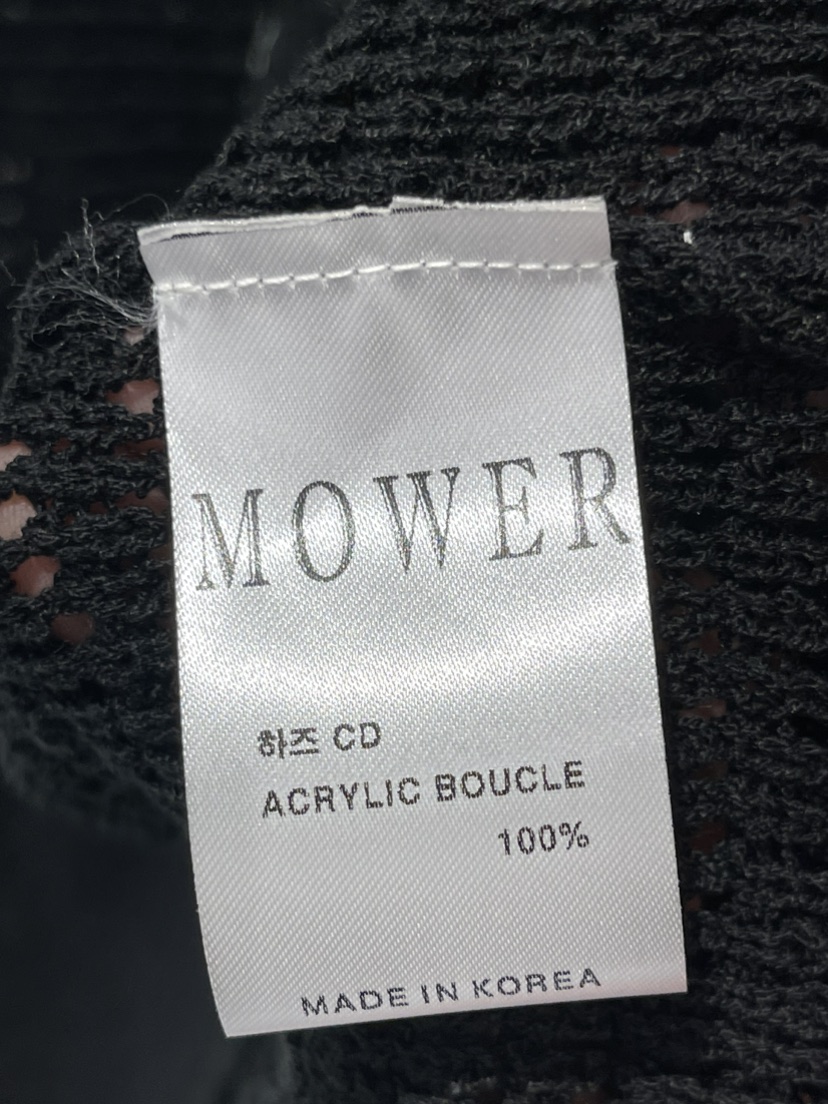 MOWER
하즈 CD
ACRYLIC BOUCLE
100%
MADE IN KOREA